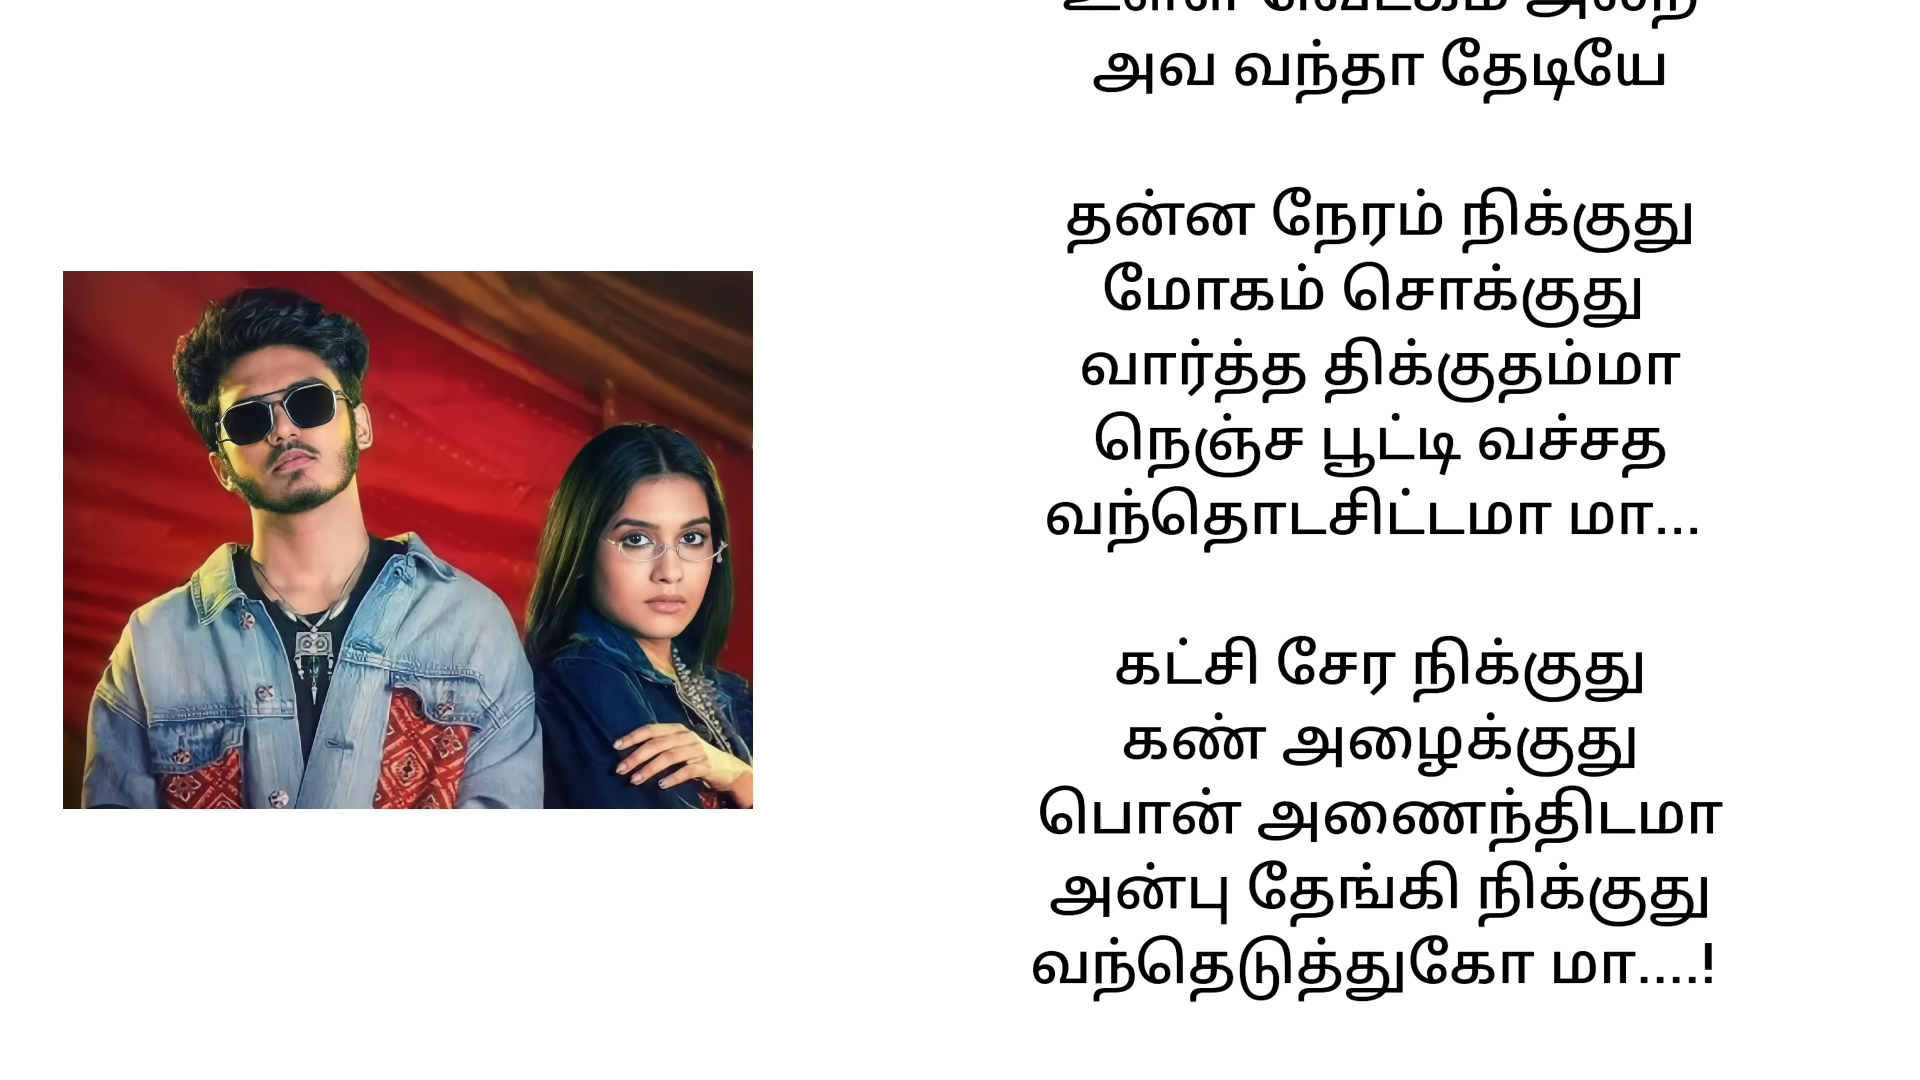 அவ வந்தா தேடியே
தன்ன நேரம் நிக்குது
மோகம் சொக்குது
வார்த்த திக்குதம்மா
நெஞ்ச பூட்டி வச்சத
வந்தொடசிட்டமா மா...
கட்சி சேர நிக்குது
கண் அழைக்குது
பொன் அணைந்திடமா
அன்பு தேங்கி நிக்குது
வந்தெடுத்துகோ மா....!